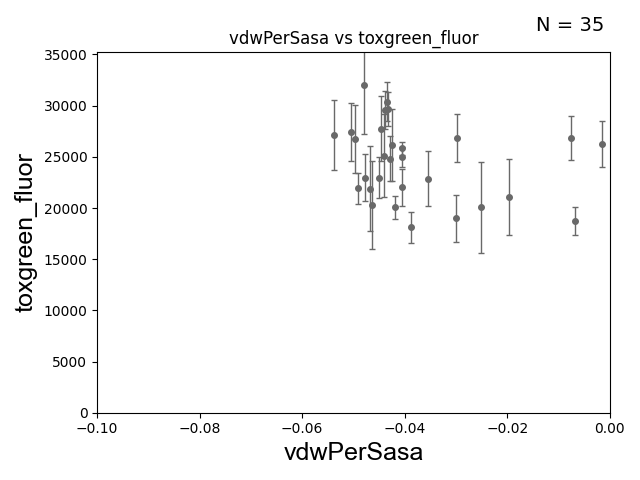 N = 35
vdwPerSasa vs toxgreen_fluor
35000
30000
25000
20000
15000
10000
5000
0
toxgreen_fluor
−0.10 −0.08 −0.06 −0.04 −0.02 0.00
vdwPerSasa